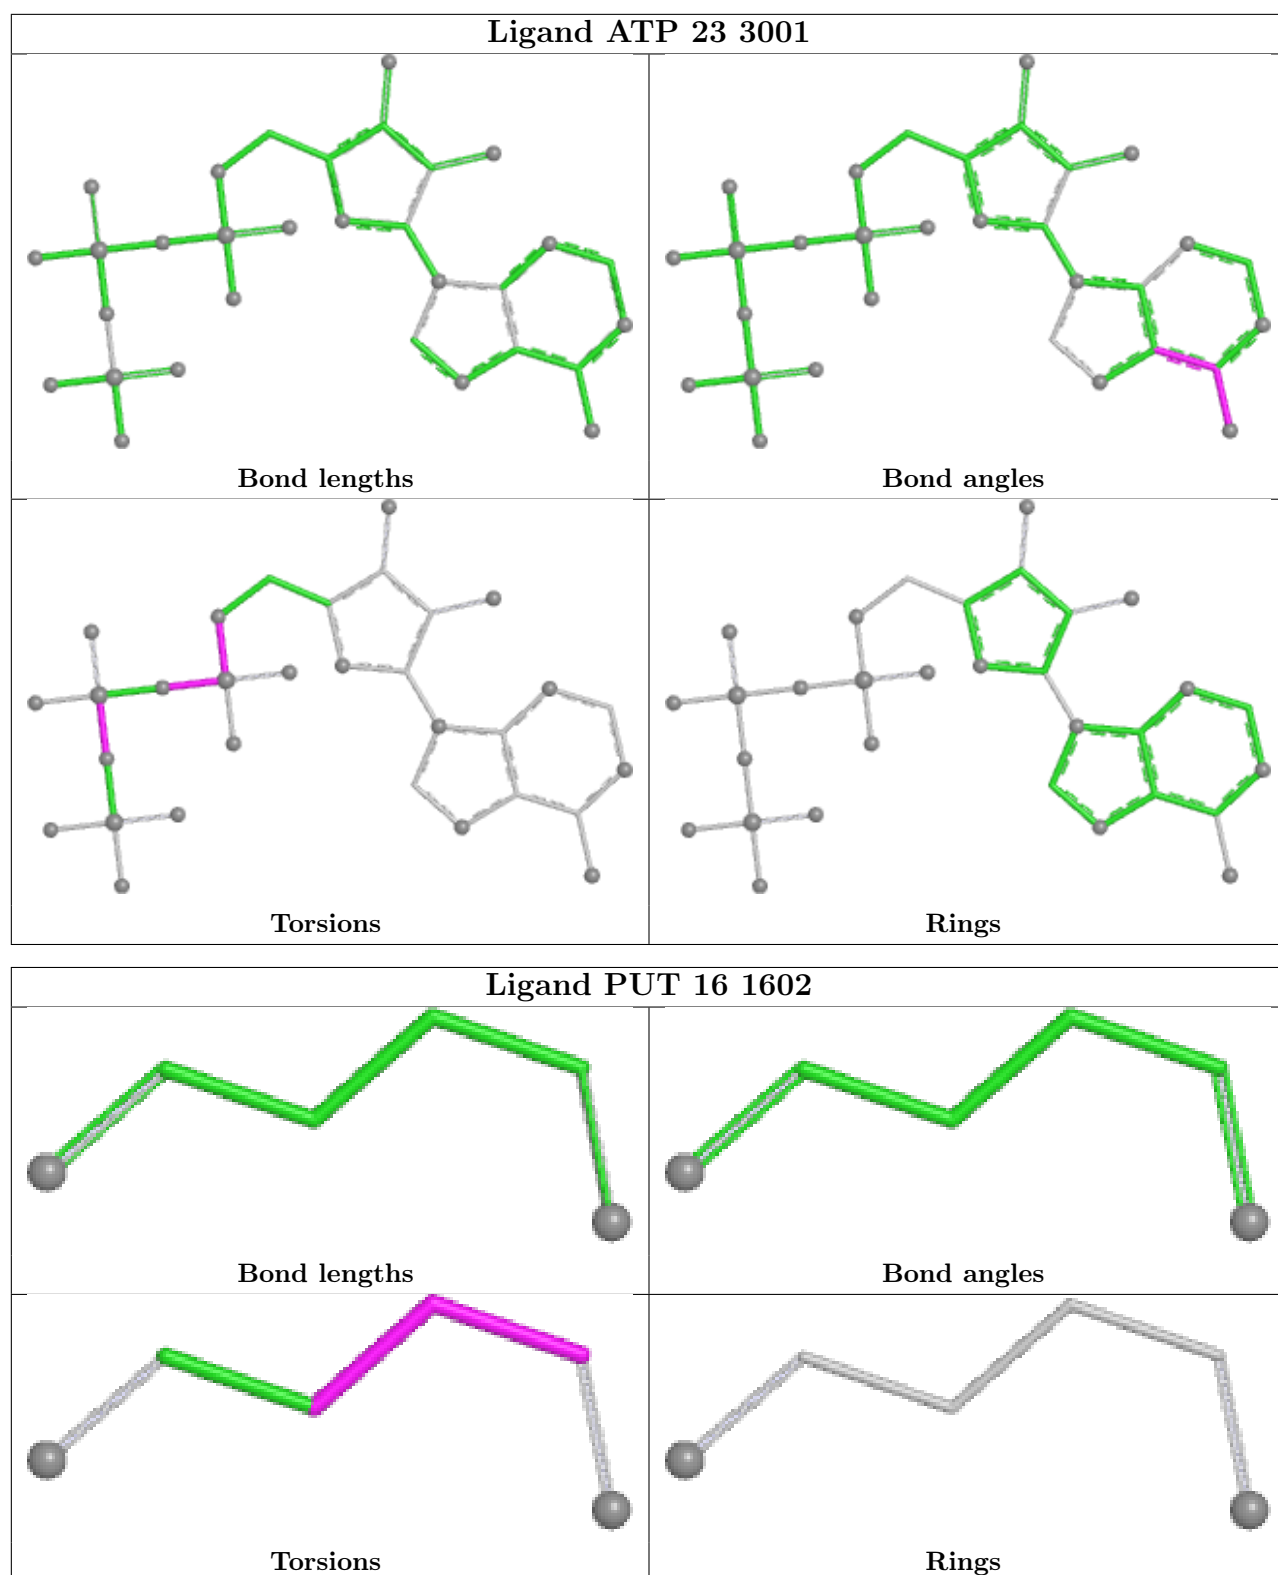 Ligand ATP 23 3001
Bond lengths
Bond angles
Torsions
Rings
Ligand PUT 16 1602
Bond lengths
Bond angles
Torsions
Rings